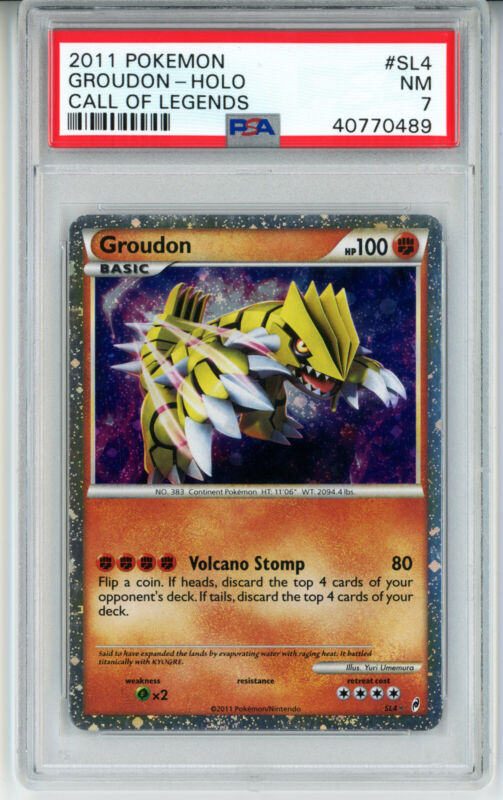 2011 POKEMON #SL4
GROUDON - HOLO NM
CALL OF LEGENDS 7
PSA 40770489
Groudon HP100
BASIC
NO. 383 Continent Pokémon HT: 11'06" WT: 2094.4 lbs.
Volcano Stomp 80
Flip a coin. If heads, discard the top 4 cards of your
opponent's deck. If tails, discard the top 4 cards of your
deck.
Said to have expanded the lands by evaporating water with raging heat. It battled
titanically with KYOGRE.
Illus. Yuri Umemura
weakness resistance retreat cost
×2
©2011 Pokémon/Nintendo SL4